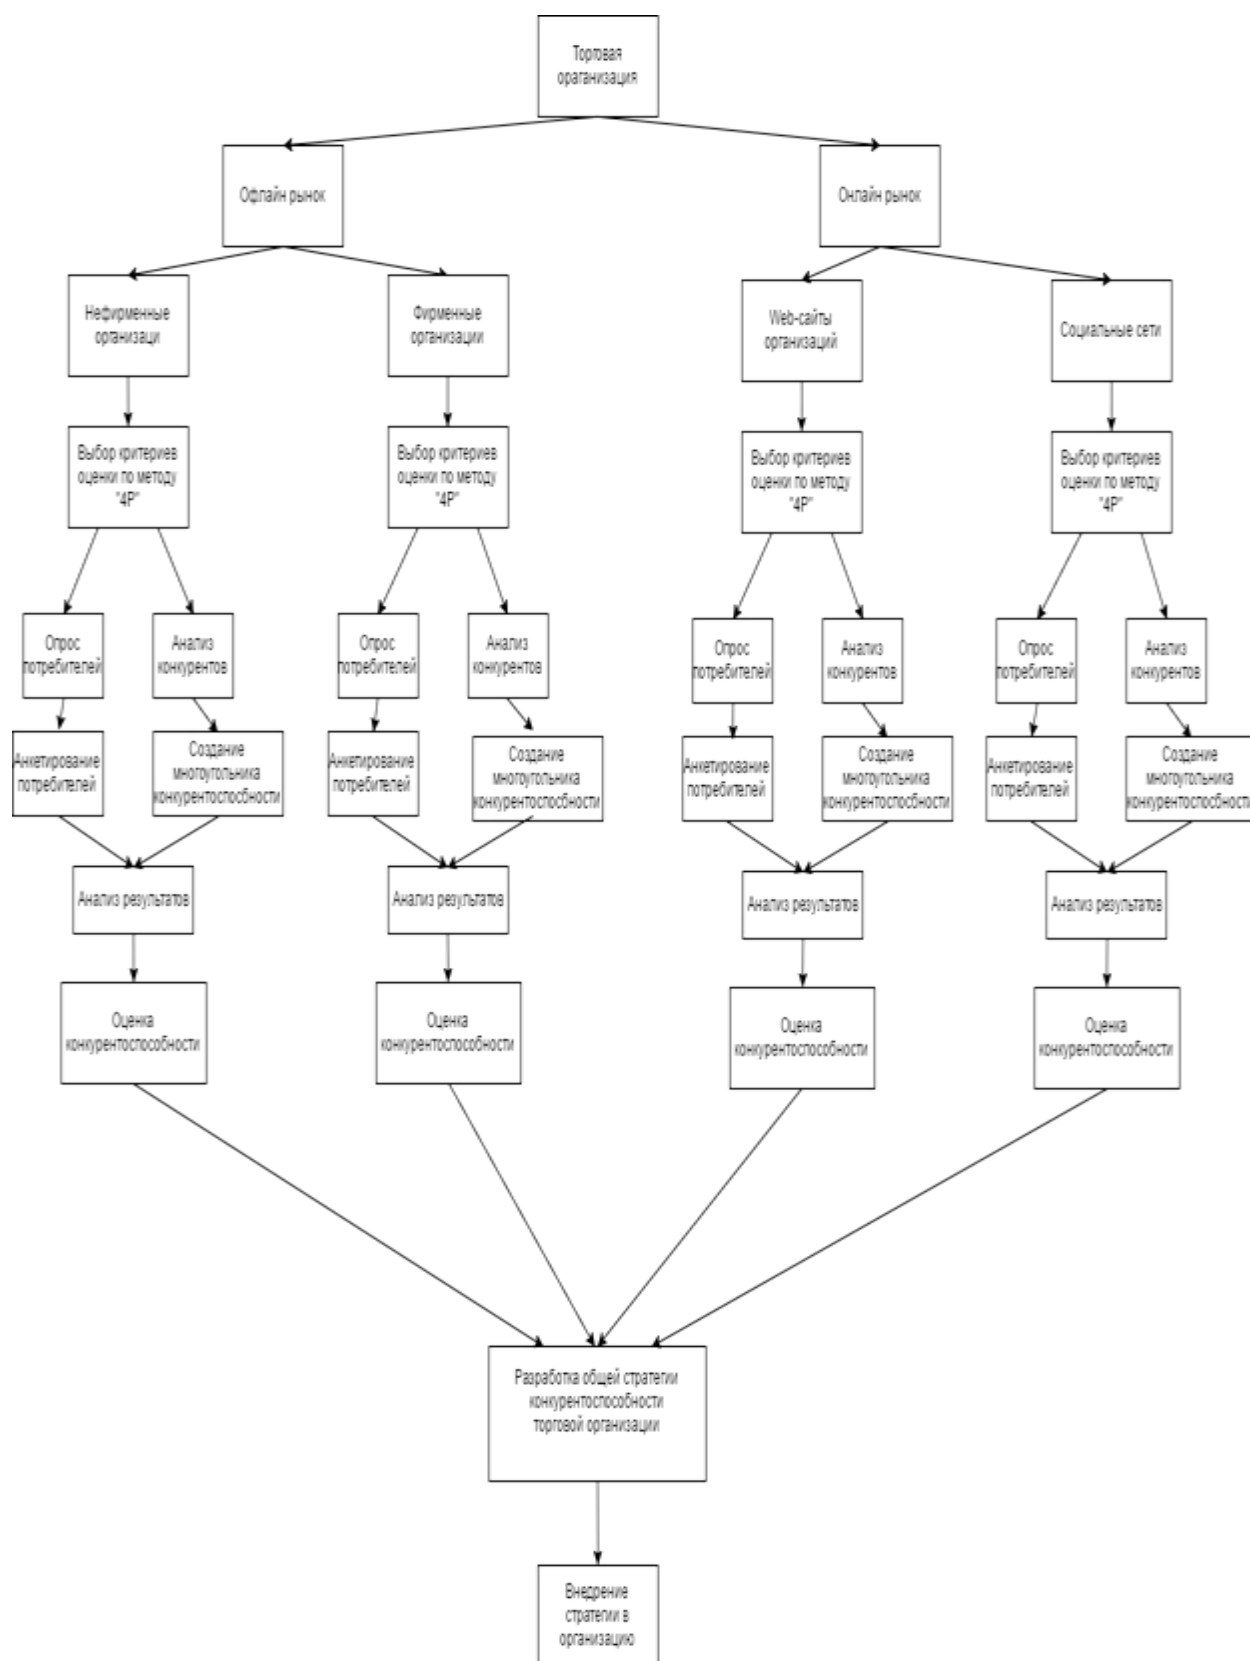 Торговая
ораганизация
Офлайн рынок
Онлайн рынок
Нефирменные
организаци
Фирменные
организации
Web-сайты
организаций
Социальные сети
Выбор критериев
оценки по методу
"4P"
Выбор критериев
оценки по методу
"4P"
Выбор критериев
оценки по методу
"4P"
Выбор критериев
оценки по методу
"4P"
Опрос
потребителей
Анализ
конкурентов
Опрос
потребителей
Анализ
конкурентов
Опрос
потребителей
Анализ
конкурентов
Опрос
потребителей
Анализ
конкурентов
Анкетирование
потребителей
Создание
многоугольника
конкурентоспосбности
Анкетирование
потребителей
Создание
многоугольника
конкурентоспосбности
Анкетирование
потребителей
Создание
многоугольника
конкурентоспосбности
Анкетирование
потребителей
Создание
многоугольника
конкурентоспосбности
Анализ результатов
Анализ результатов
Анализ результатов
Анализ результатов
Оценка
конкурентоспособности
Оценка
конкурентоспособности
Оценка
конкурентоспособности
Оценка
конкурентоспособности
Разработка общей стратегии
конкурентоспособности
торговой организации
Внедрение
стратегии в
организацию